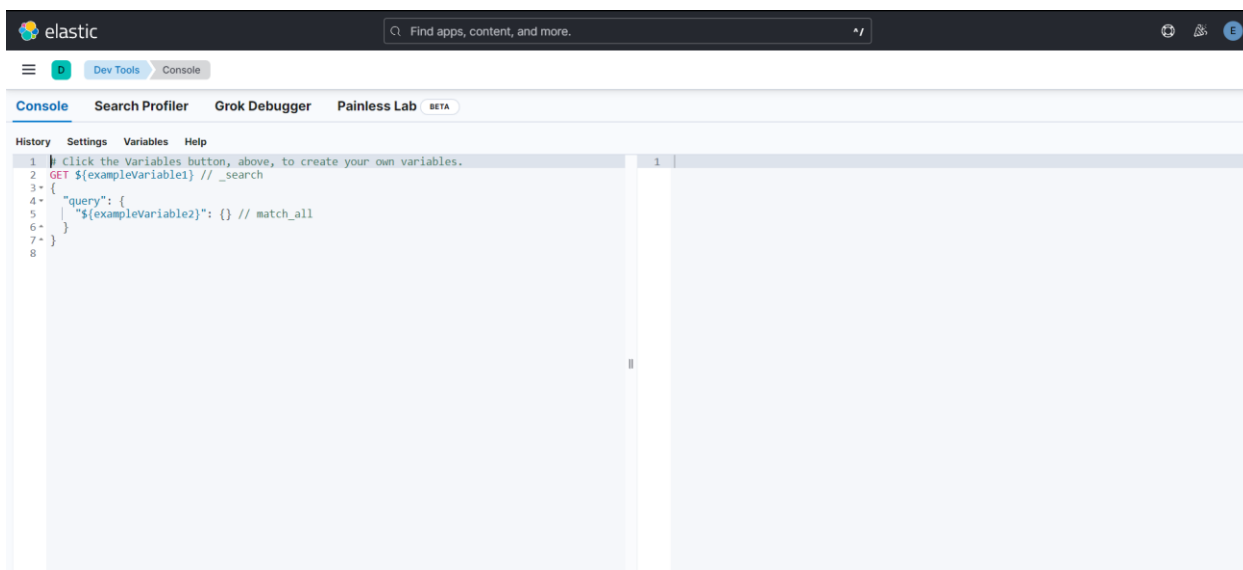 elastic
Find apps, content, and more.
^/
E
D
Dev Tools
Console
Console
Search Profiler
Grok Debugger
Painless Lab
BETA
History
Settings
Variables
Help
1 # Click the Variables button, above, to create your own variables.
2 GET ${exampleVariable1} // _search
3 {
4 "query": {
5 "${exampleVariable2}": {} // match_all
6 }
7 }
8
1